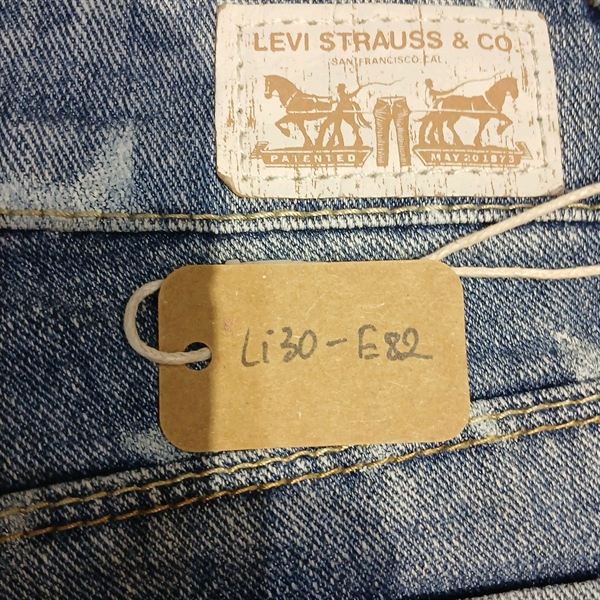 LEVI STRAUSS & CO
SAN FRANCISCO, CAL.
PATENTED MAY 20 1873
Li30-E82